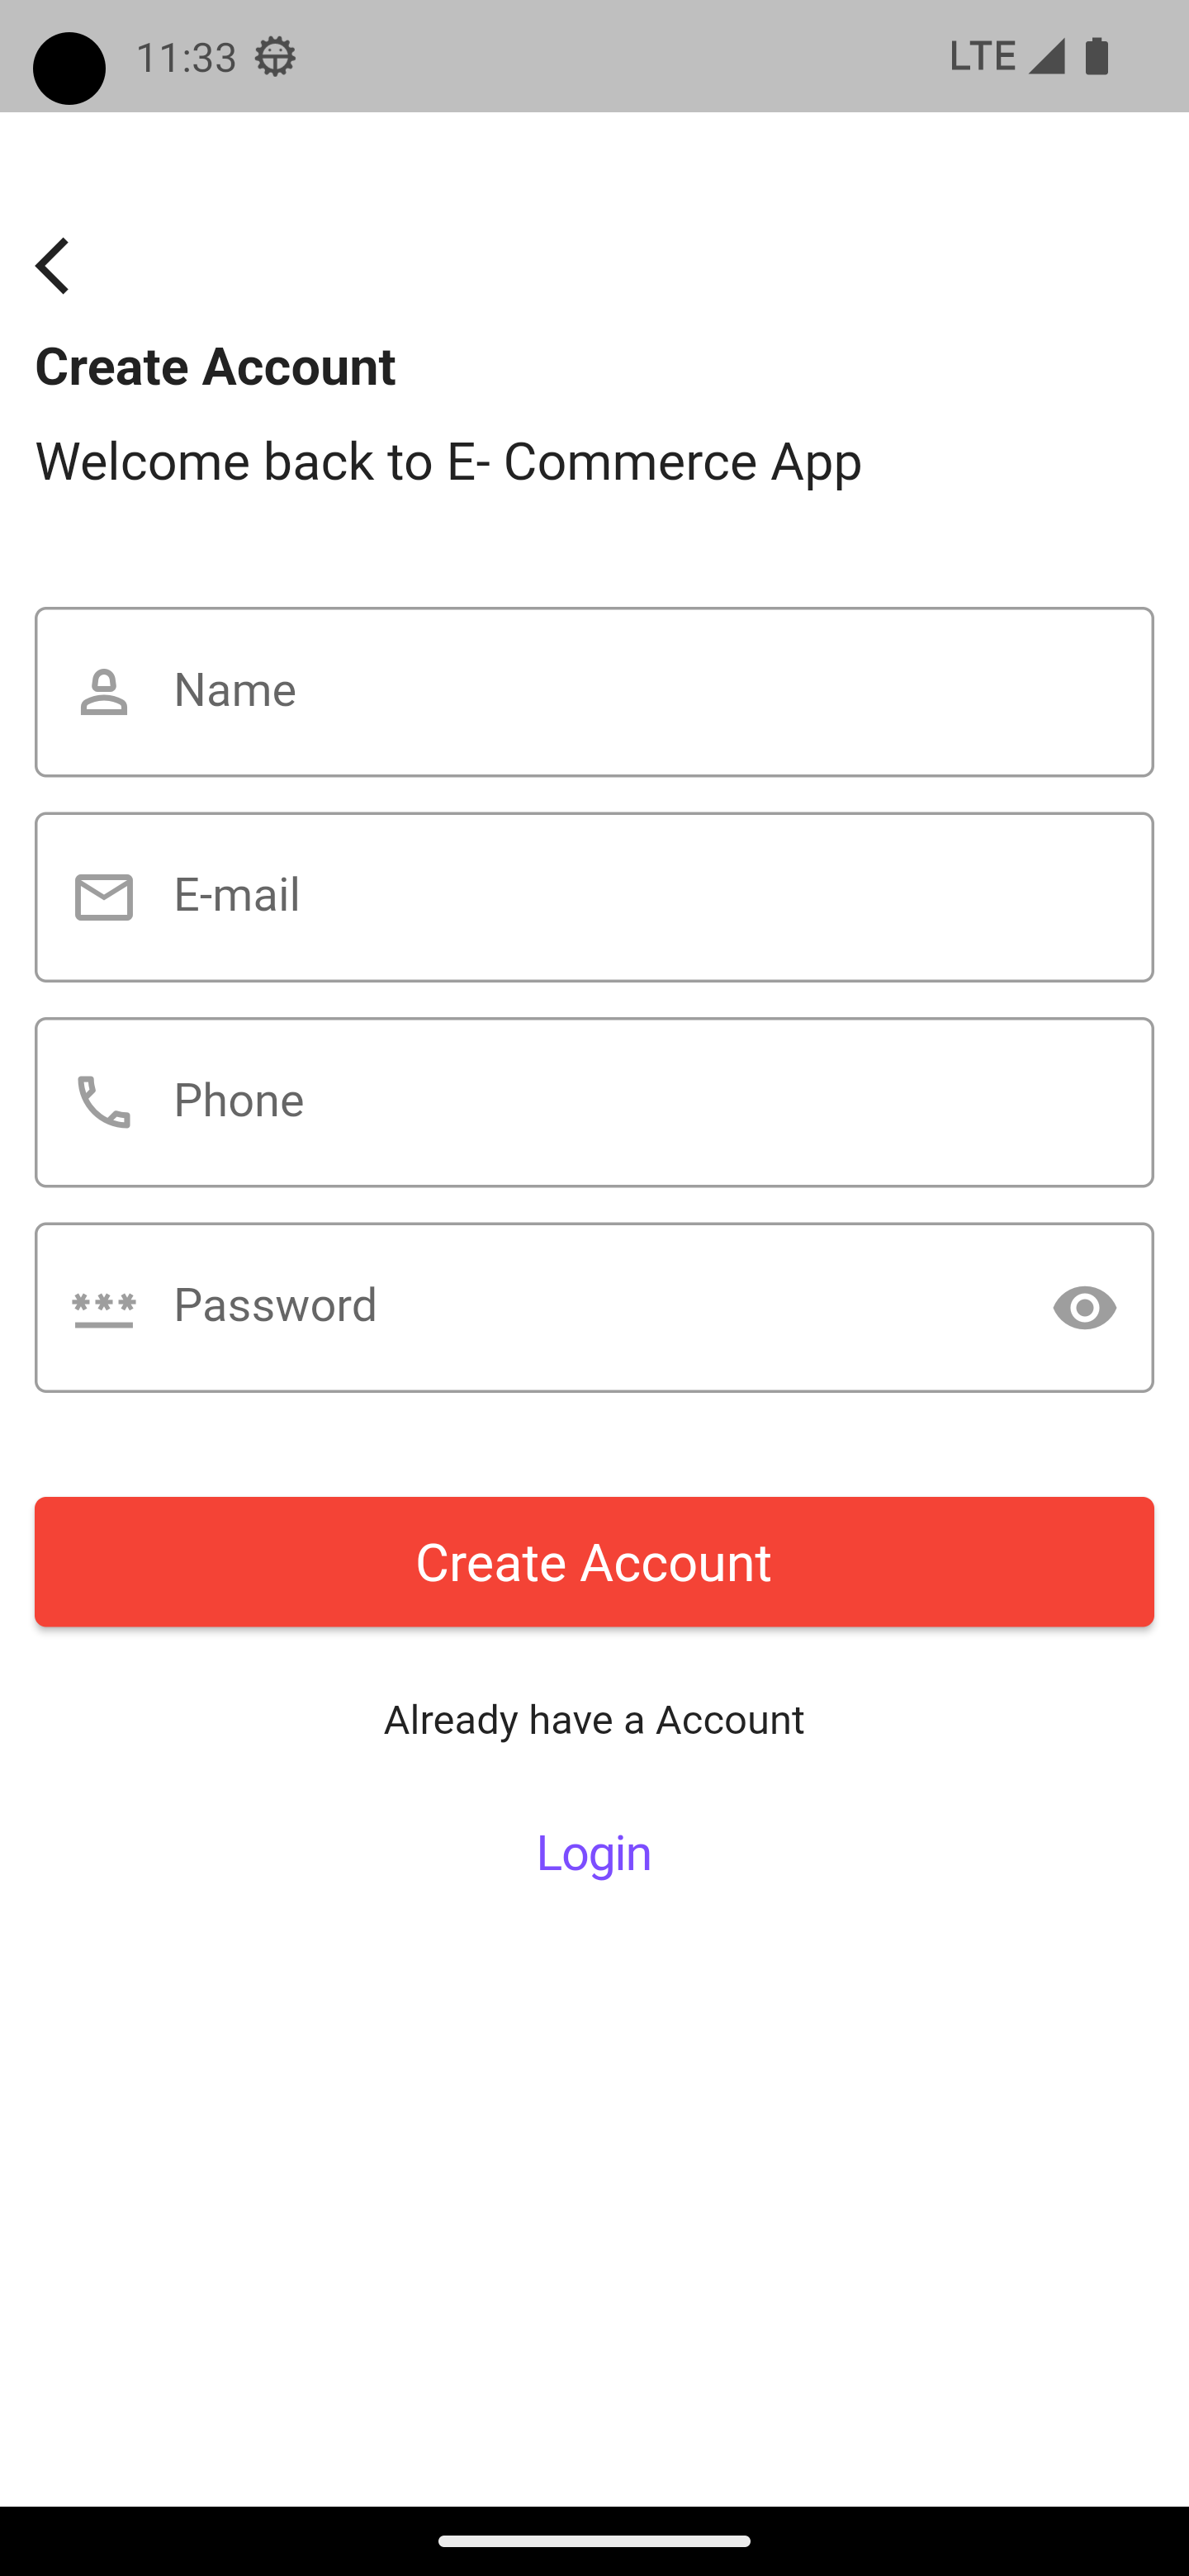 11:33 LTE
Create Account
Welcome back to E- Commerce App
Name
E-mail
Phone
Password
Create Account
Already have a Account
Login